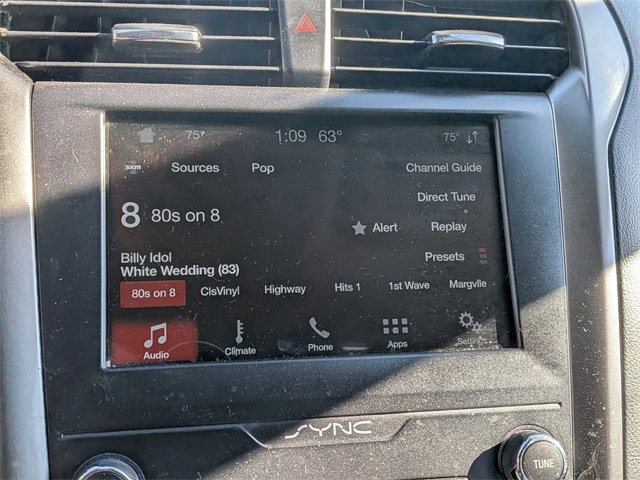 75° 1:09 63° 75°
sxm Sources Pop Channel Guide
Direct Tune
8 80s on 8
Alert Replay
Billy Idol Presets
White Wedding (83)
80s on 8 ClsVinyl Highway Hits 1 1st Wave Margvlle
Audio Climate Phone Apps Settings
SYNC
TUNE